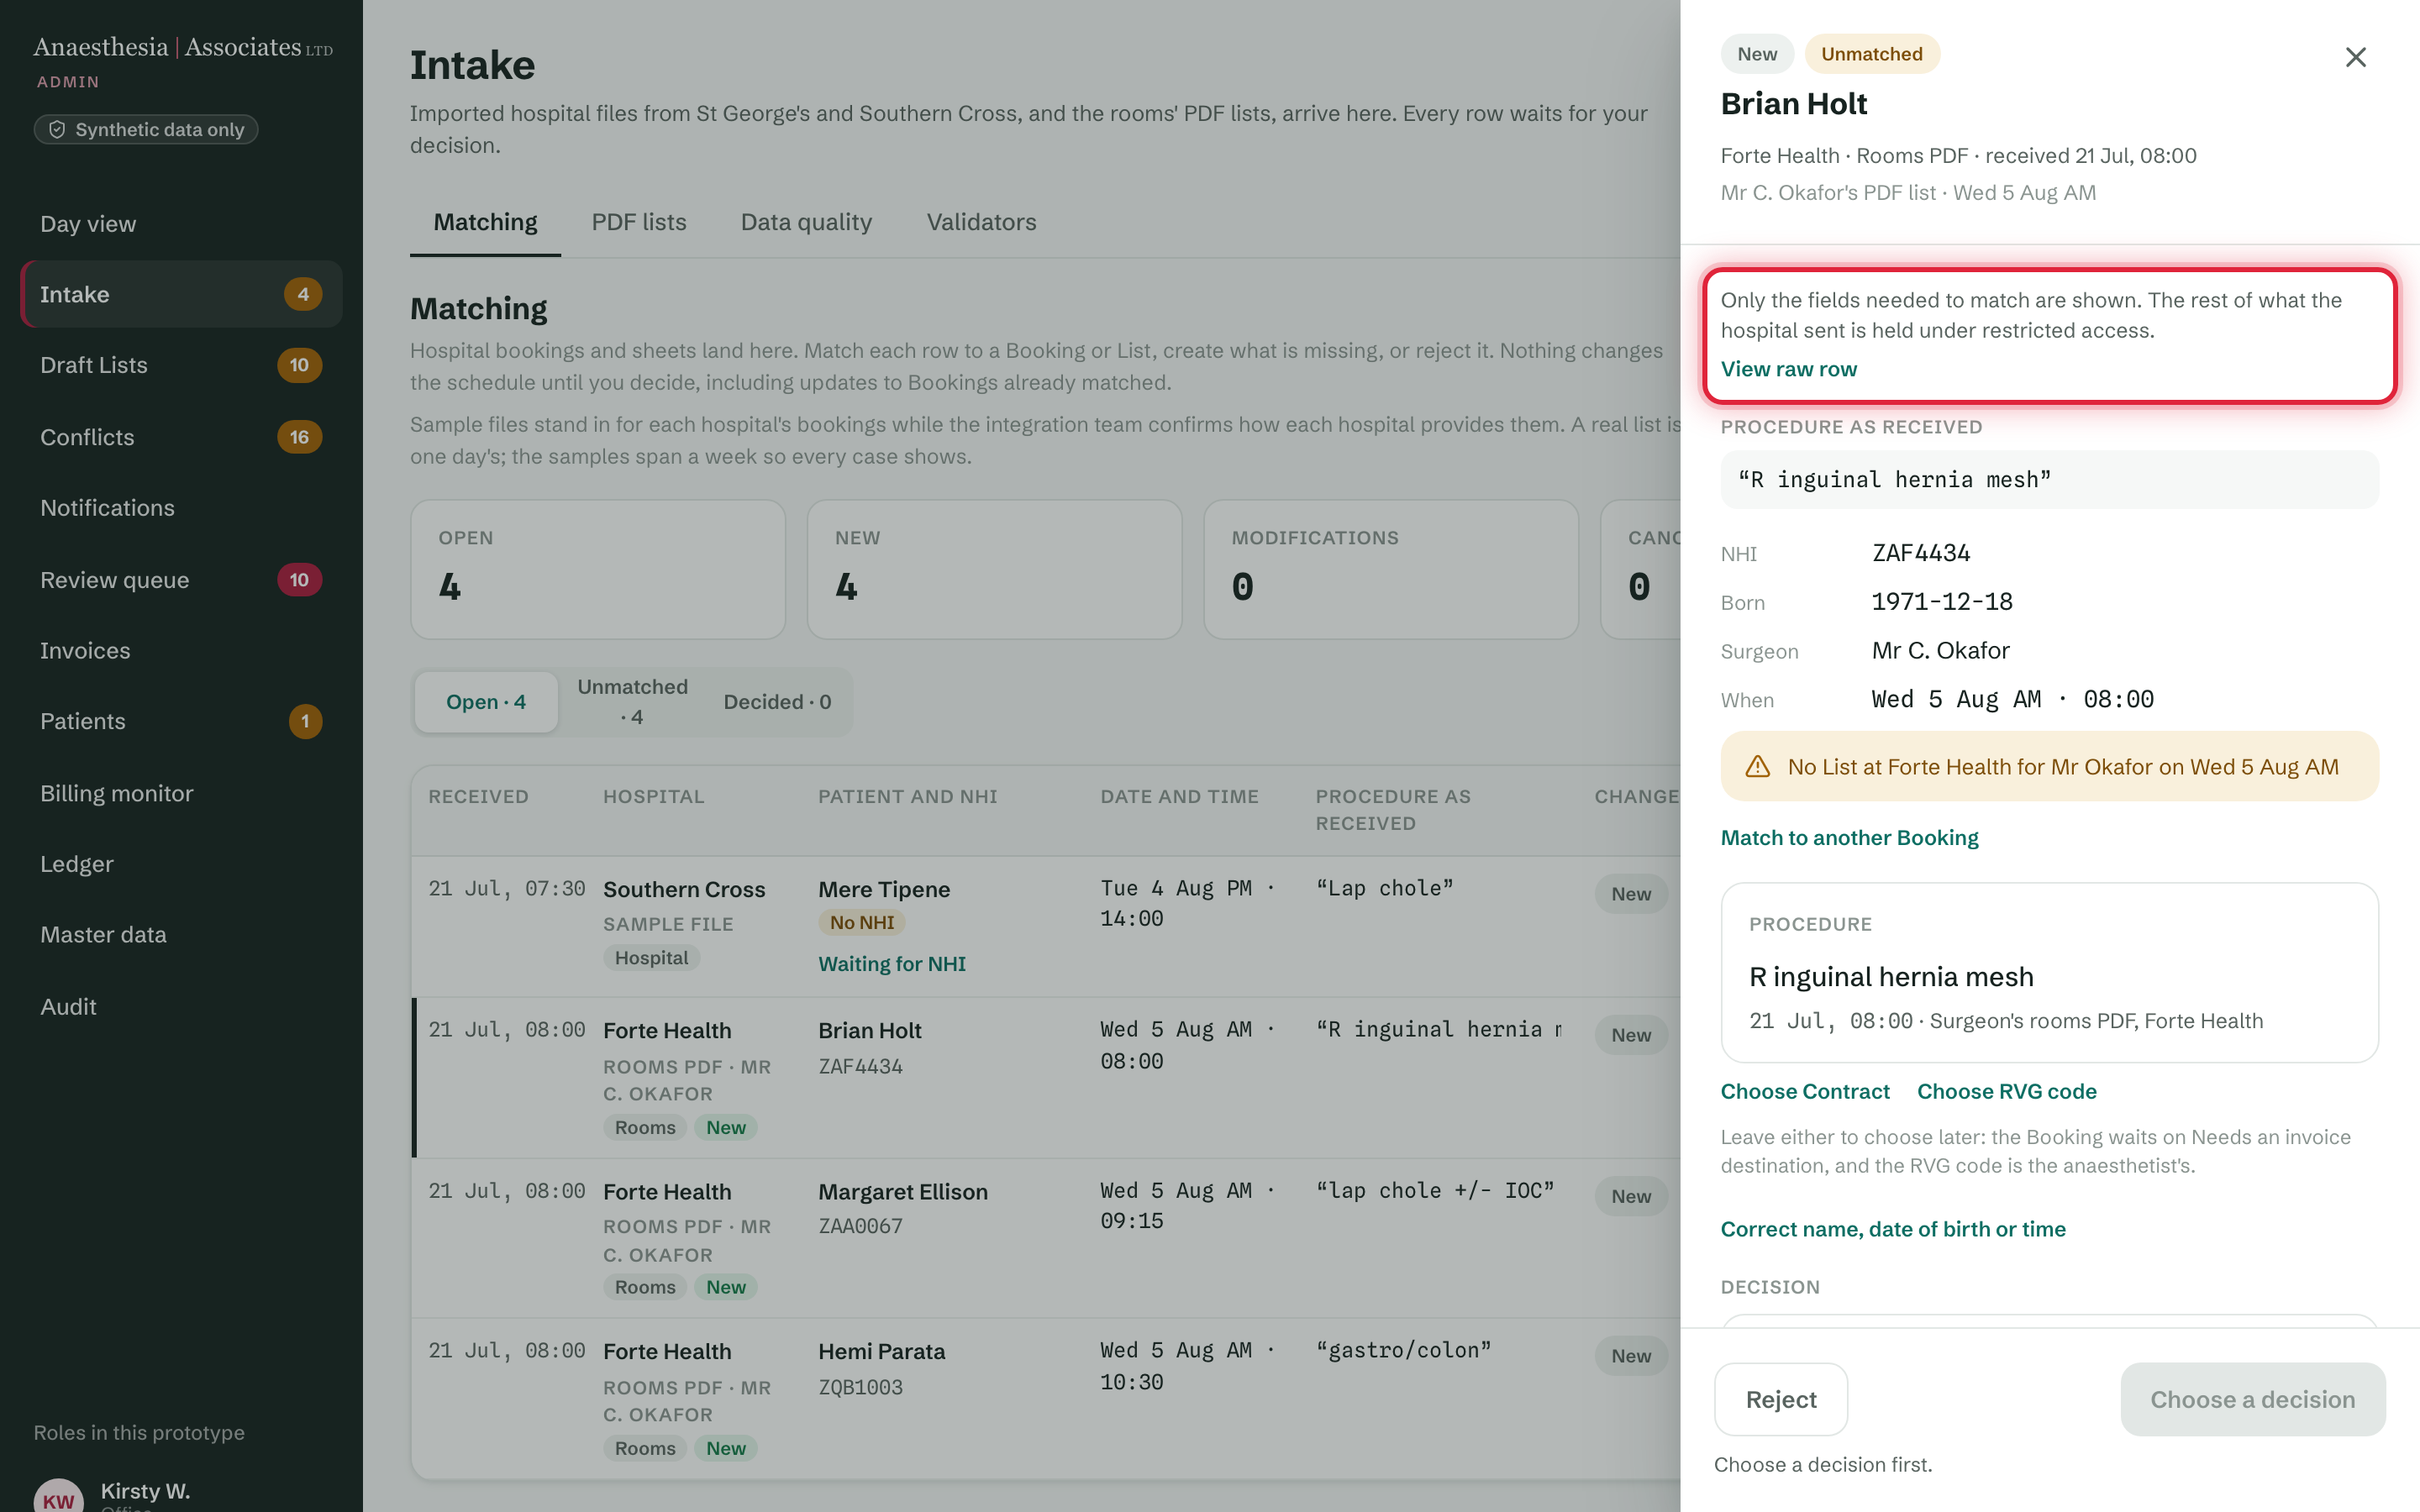 Anaesthesia | Associates LTD
ADMIN
Synthetic data only
Day view
Intake 4
Draft Lists 10
Conflicts 16
Notifications
Review queue 10
Invoices
Patients 1
Billing monitor
Ledger
Master data
Audit
Roles in this prototype
KW Kirsty W.
Intake
Imported hospital files from St George's and Southern Cross, and the rooms' PDF lists, arrive here. Every row waits for your
decision.
Matching PDF lists Data quality Validators
Matching
Hospital bookings and sheets land here. Match each row to a Booking or List, create what is missing, or reject it. Nothing changes
the schedule until you decide, including updates to Bookings already matched.
Sample files stand in for each hospital's bookings while the integration team confirms how each hospital provides them. A real list is
one day's; the samples span a week so every case shows.
OPEN
4
NEW
4
MODIFICATIONS
0
CANC
0
Open · 4
Unmatched
· 4
Decided · 0
RECEIVED HOSPITAL PATIENT AND NHI DATE AND TIME PROCEDURE AS CHANGE
RECEIVED
21 Jul, 07:30 Southern Cross Mere Tipene Tue 4 Aug PM · “Lap chole” New
SAMPLE FILE No NHI 14:00
Hospital Waiting for NHI
21 Jul, 08:00 Forte Health Brian Holt Wed 5 Aug AM · “R inguinal hernia New
ROOMS PDF · MR ZAF4434 08:00
C. OKAFOR
Rooms New
21 Jul, 08:00 Forte Health Margaret Ellison Wed 5 Aug AM · “lap chole +/- IOC” New
ROOMS PDF · MR ZAA0067 09:15
C. OKAFOR
Rooms New
21 Jul, 08:00 Forte Health Hemi Parata Wed 5 Aug AM · “gastro/colon” New
ROOMS PDF · MR ZQB1003 10:30
C. OKAFOR
Rooms New
New Unmatched
Brian Holt
Forte Health · Rooms PDF · received 21 Jul, 08:00
Mr C. Okafor's PDF list · Wed 5 Aug AM
Only the fields needed to match are shown. The rest of what the
hospital sent is held under restricted access.
View raw row
PROCEDURE AS RECEIVED
“R inguinal hernia mesh”
NHI ZAF4434
Born 1971-12-18
Surgeon Mr C. Okafor
When Wed 5 Aug AM · 08:00
No List at Forte Health for Mr Okafor on Wed 5 Aug AM
Match to another Booking
PROCEDURE
R inguinal hernia mesh
21 Jul, 08:00 · Surgeon's rooms PDF, Forte Health
Choose Contract Choose RVG code
Leave either to choose later: the Booking waits on Needs an invoice
destination, and the RVG code is the anaesthetist's.
Correct name, date of birth or time
DECISION
Reject Choose a decision
Choose a decision first.